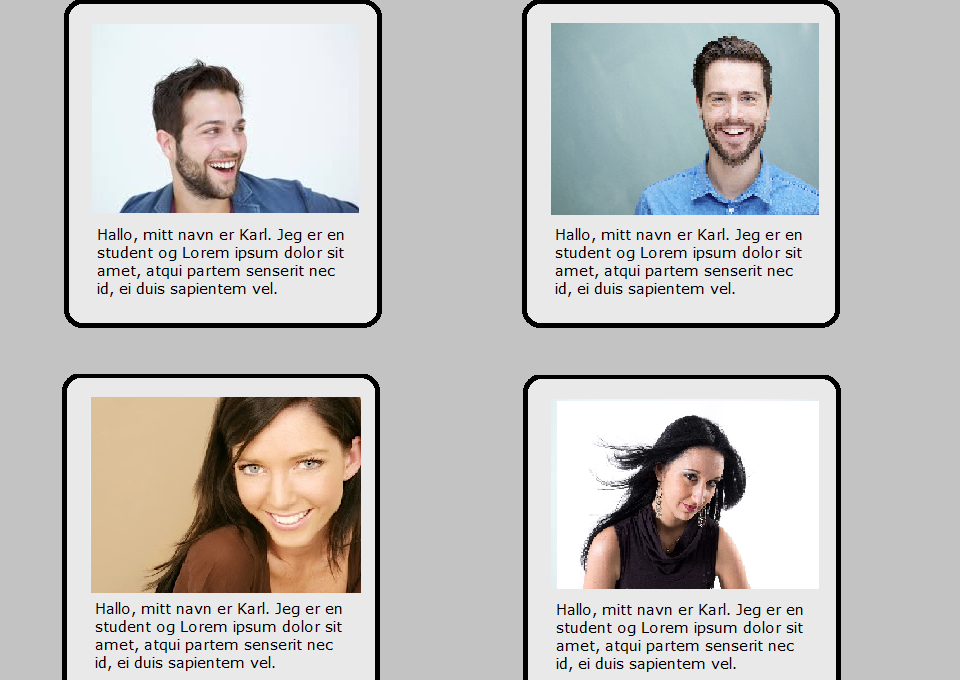 Hallo, mitt navn er Karl. Jeg er en
student og Lorem ipsum dolor sit
amet, atqui partem senserit nec
id, ei duis sapientem vel.
Hallo, mitt navn er Karl. Jeg er en
student og Lorem ipsum dolor sit
amet, atqui partem senserit nec
id, ei duis sapientem vel.
Hallo, mitt navn er Karl. Jeg er en
student og Lorem ipsum dolor sit
amet, atqui partem senserit nec
id, ei duis sapientem vel.
Hallo, mitt navn er Karl. Jeg er en
student og Lorem ipsum dolor sit
amet, atqui partem senserit nec
id, ei duis sapientem vel.